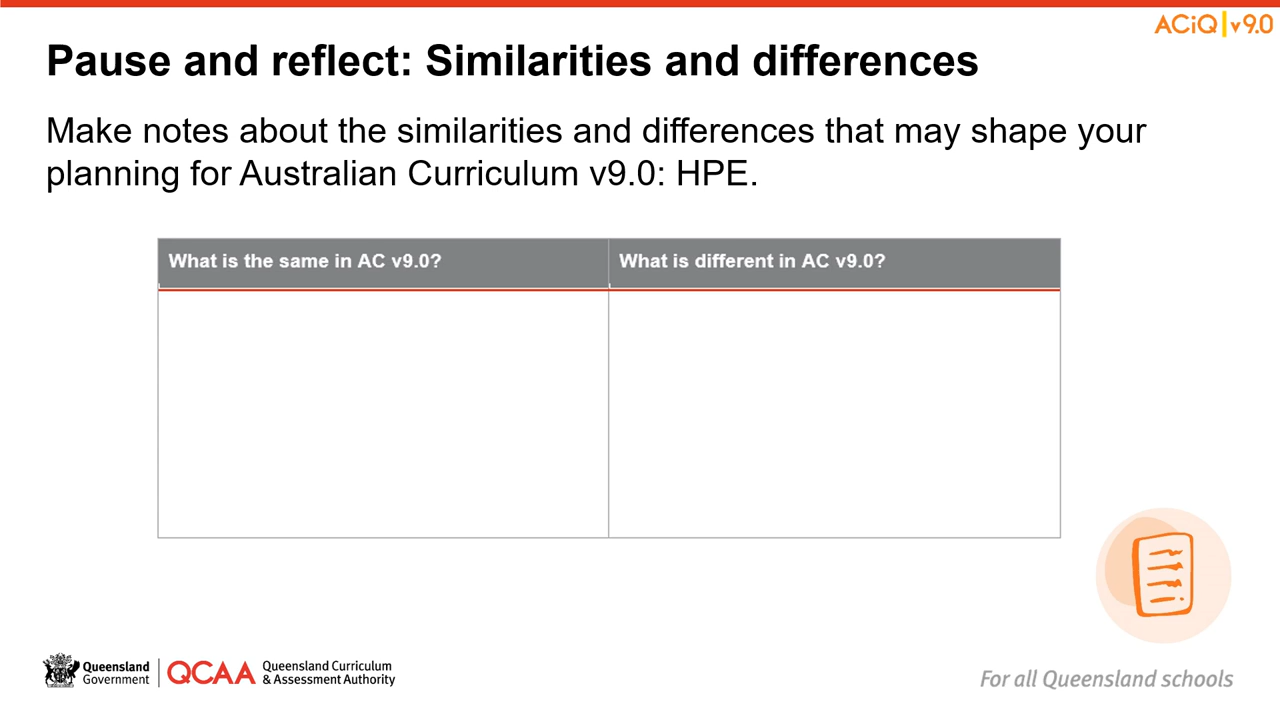 ACiQ|v9.0
Pause and reflect: Similarities and differences
Make notes about the similarities and differences that may shape your
planning for Australian Curriculum v9.0: HPE.
What is the same in AC v9.0?
What is different in AC v9.0?
Queensland
Government
QCAA
Queensland Curriculum
& Assessment Authority
For all Queensland schools